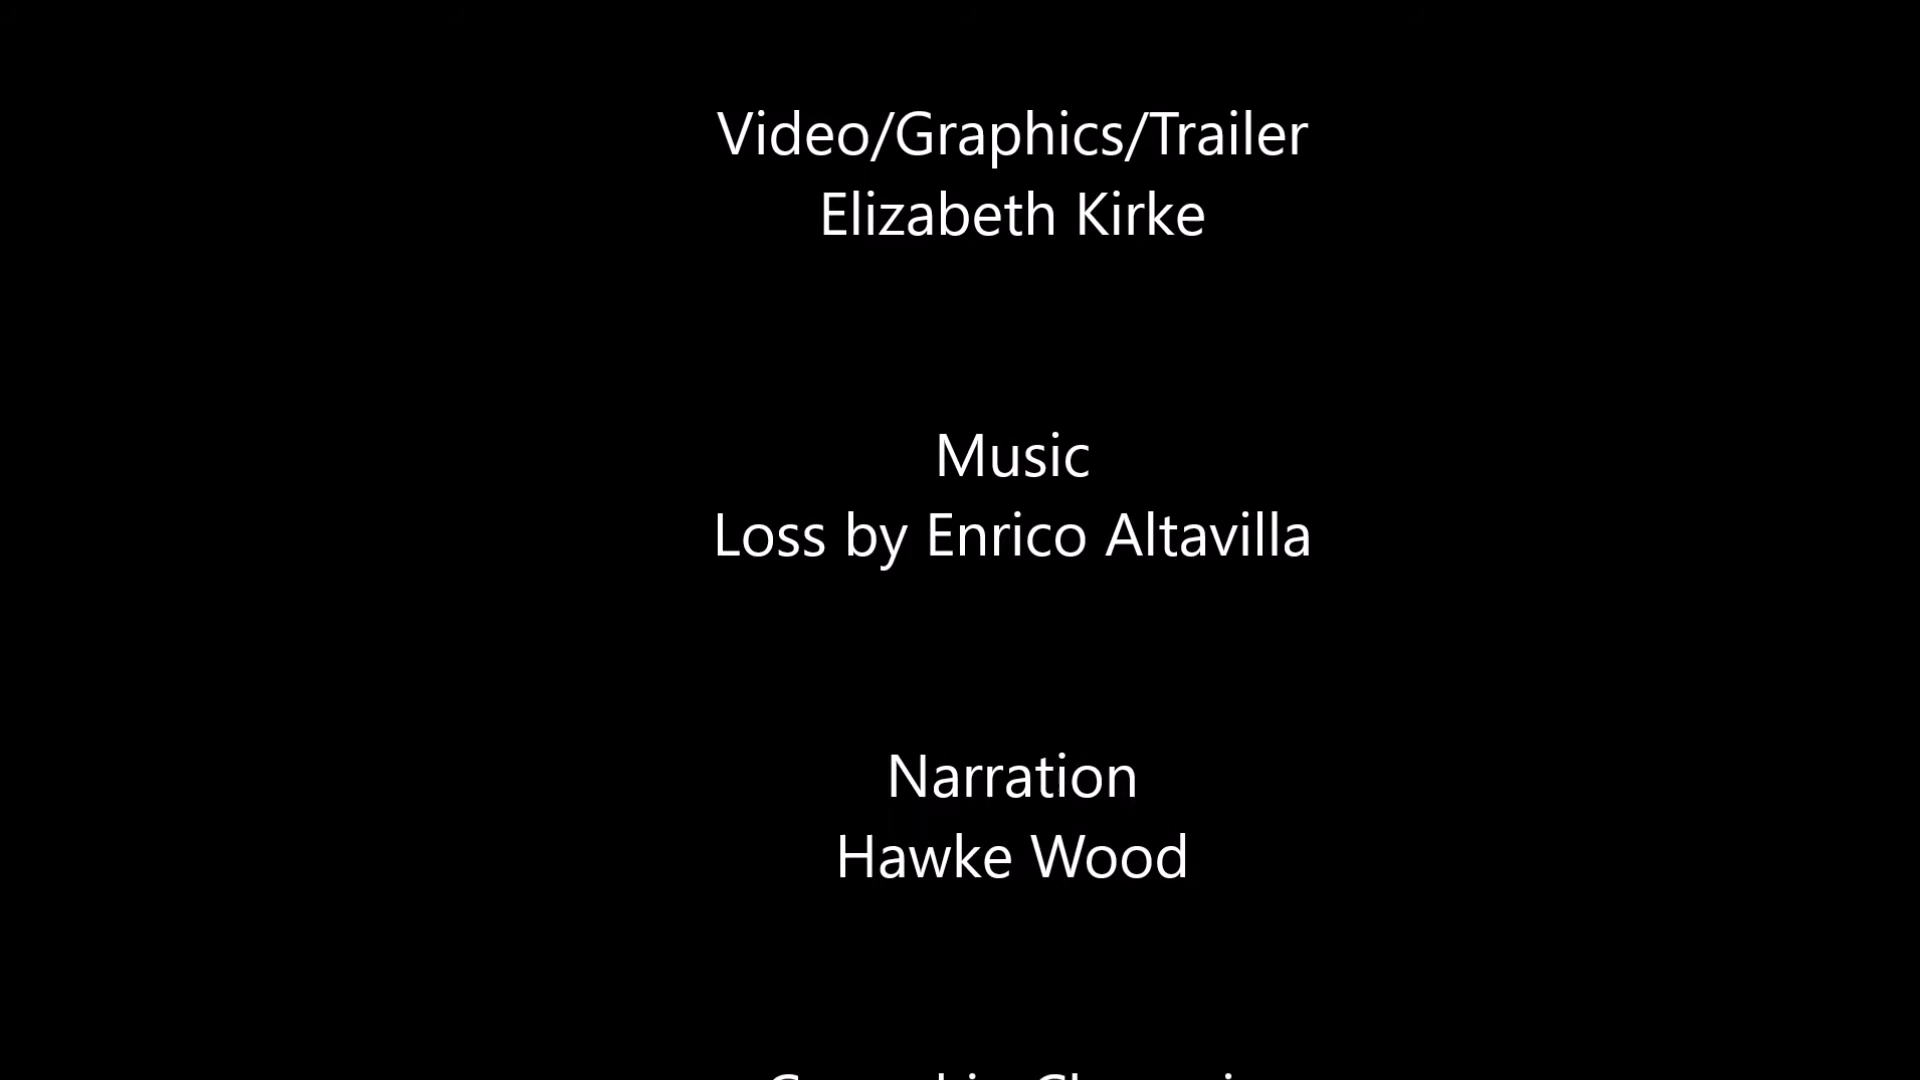 Video/Graphics/Trailer
Elizabeth Kirke
Music
Loss by Enrico Altavilla
Narration
Hawke Wood